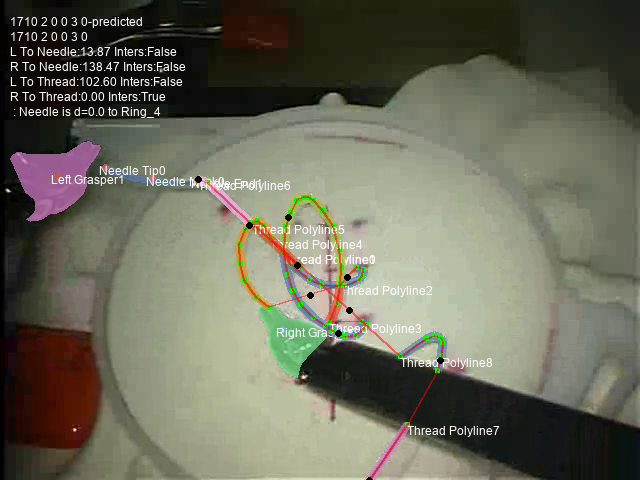 1710 2 0 0 3 0-predicted
1710 2 0 0 3 0
L To Needle:13.87 Inters:False
R To Needle:138.47 Inters:False
L To Thread:102.60 Inters:False
R To Thread:0.00 Inters:True
: Needle is d=0.0 to Ring_4
Needle Tip0
Left Grasper1
Thread Polyline6
Thread Polyline5
Thread Polyline4
Thread Polyline2
Right Gras
Thread Polyline3
Thread Polyline8
Thread Polyline7